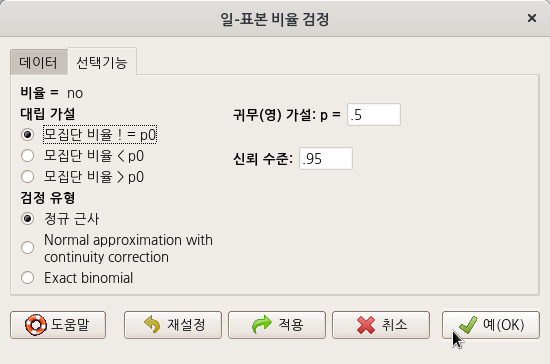 일-표본 비율 검정
데이터 선택기능
비율 = no
대립 가설
귀무(영) 가설: p = .5
모집단 비율 ! = p0
모집단 비율 < p0
신뢰 수준: .95
모집단 비율 > p0
검정 유형
정규 근사
Normal approximation with
continuity correction
Exact binomial
도움말 재설정 적용 취소 예(OK)